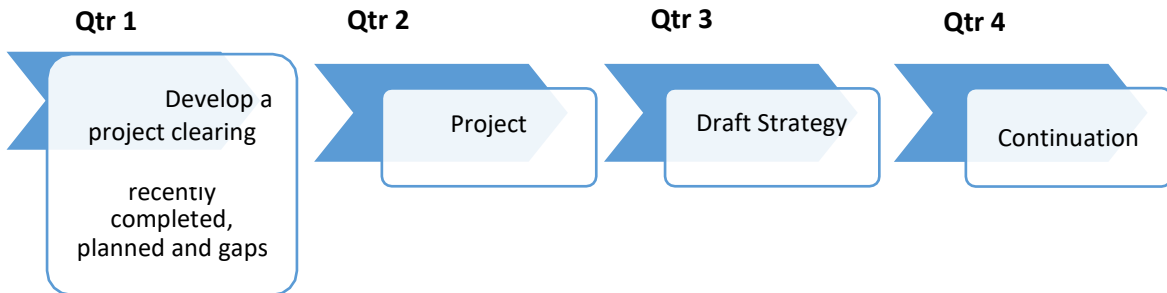 Qtr 1
Qtr 2
Qtr 3
Qtr 4
Develop a
project clearing
recently
completed,
planned and gaps
Project
Draft Strategy
Continuation